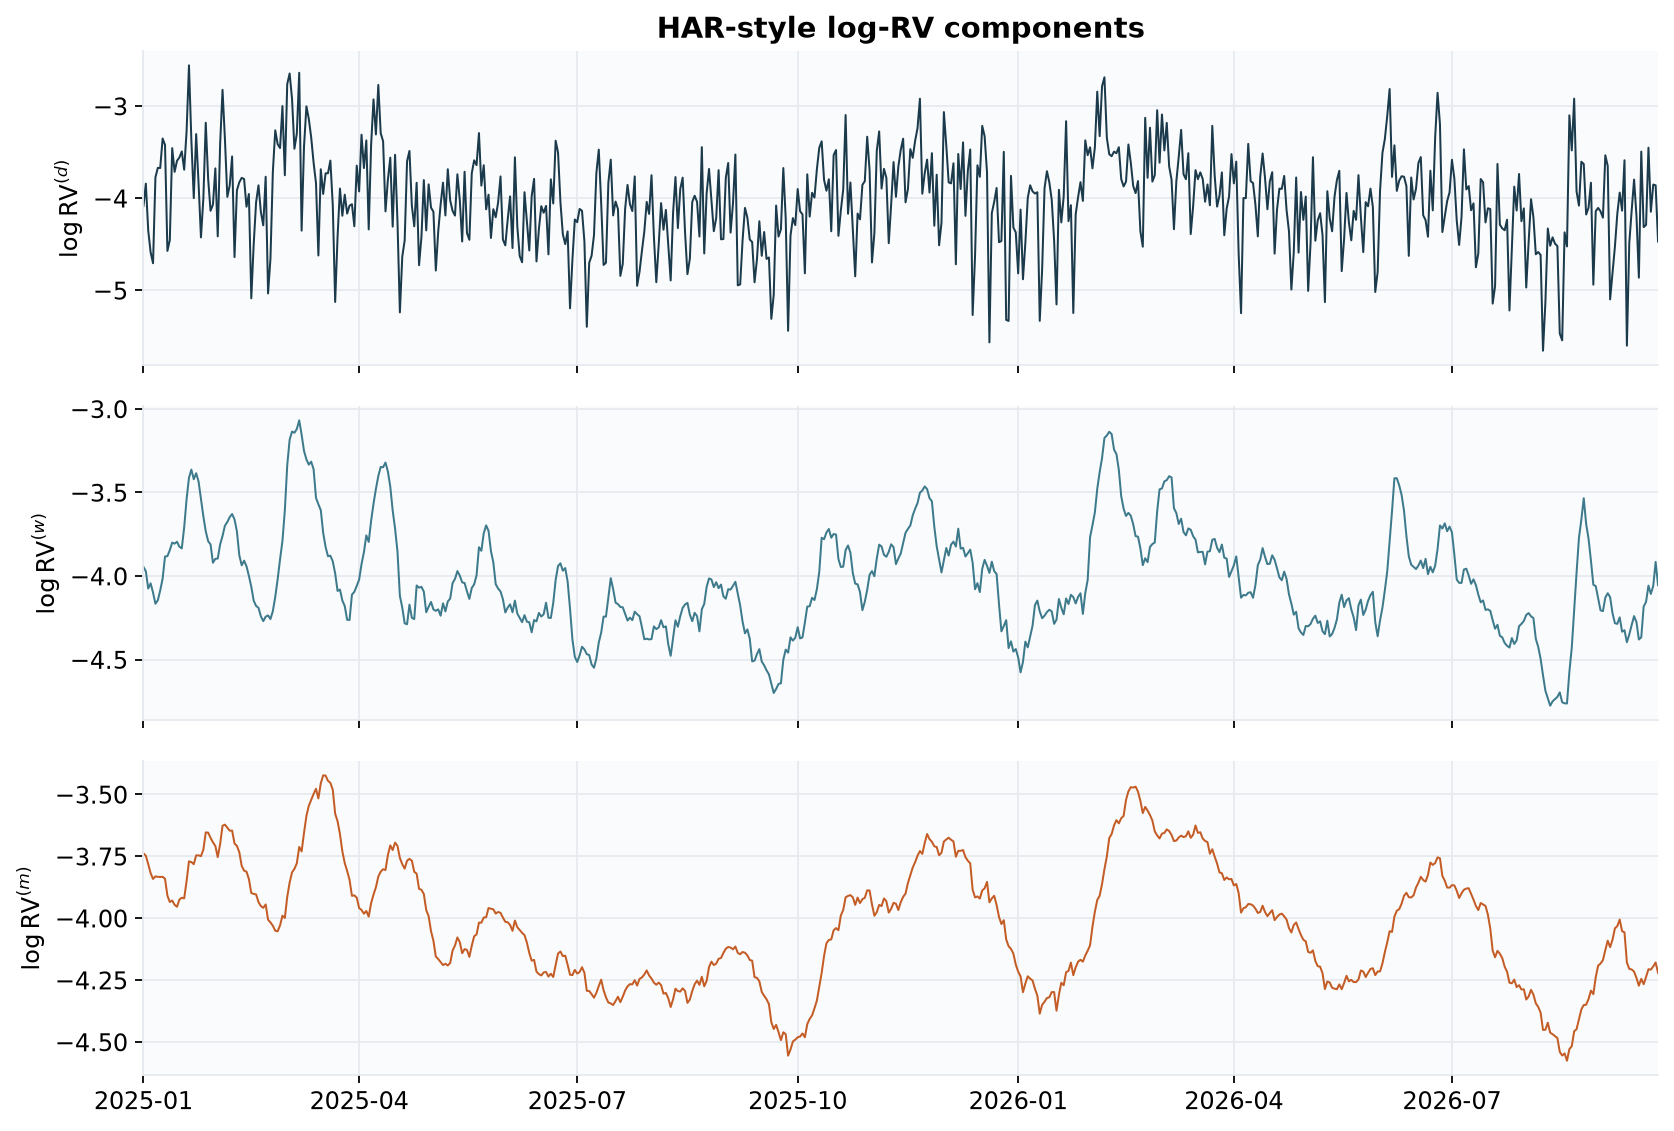 HAR-style log-RV components
log RV^(d)
−3
−4
−5
log RV^(w)
−3.0
−3.5
−4.0
−4.5
log RV^(m)
−3.50
−3.75
−4.00
−4.25
−4.50
2025-01 2025-04 2025-07 2025-10 2026-01 2026-04 2026-07